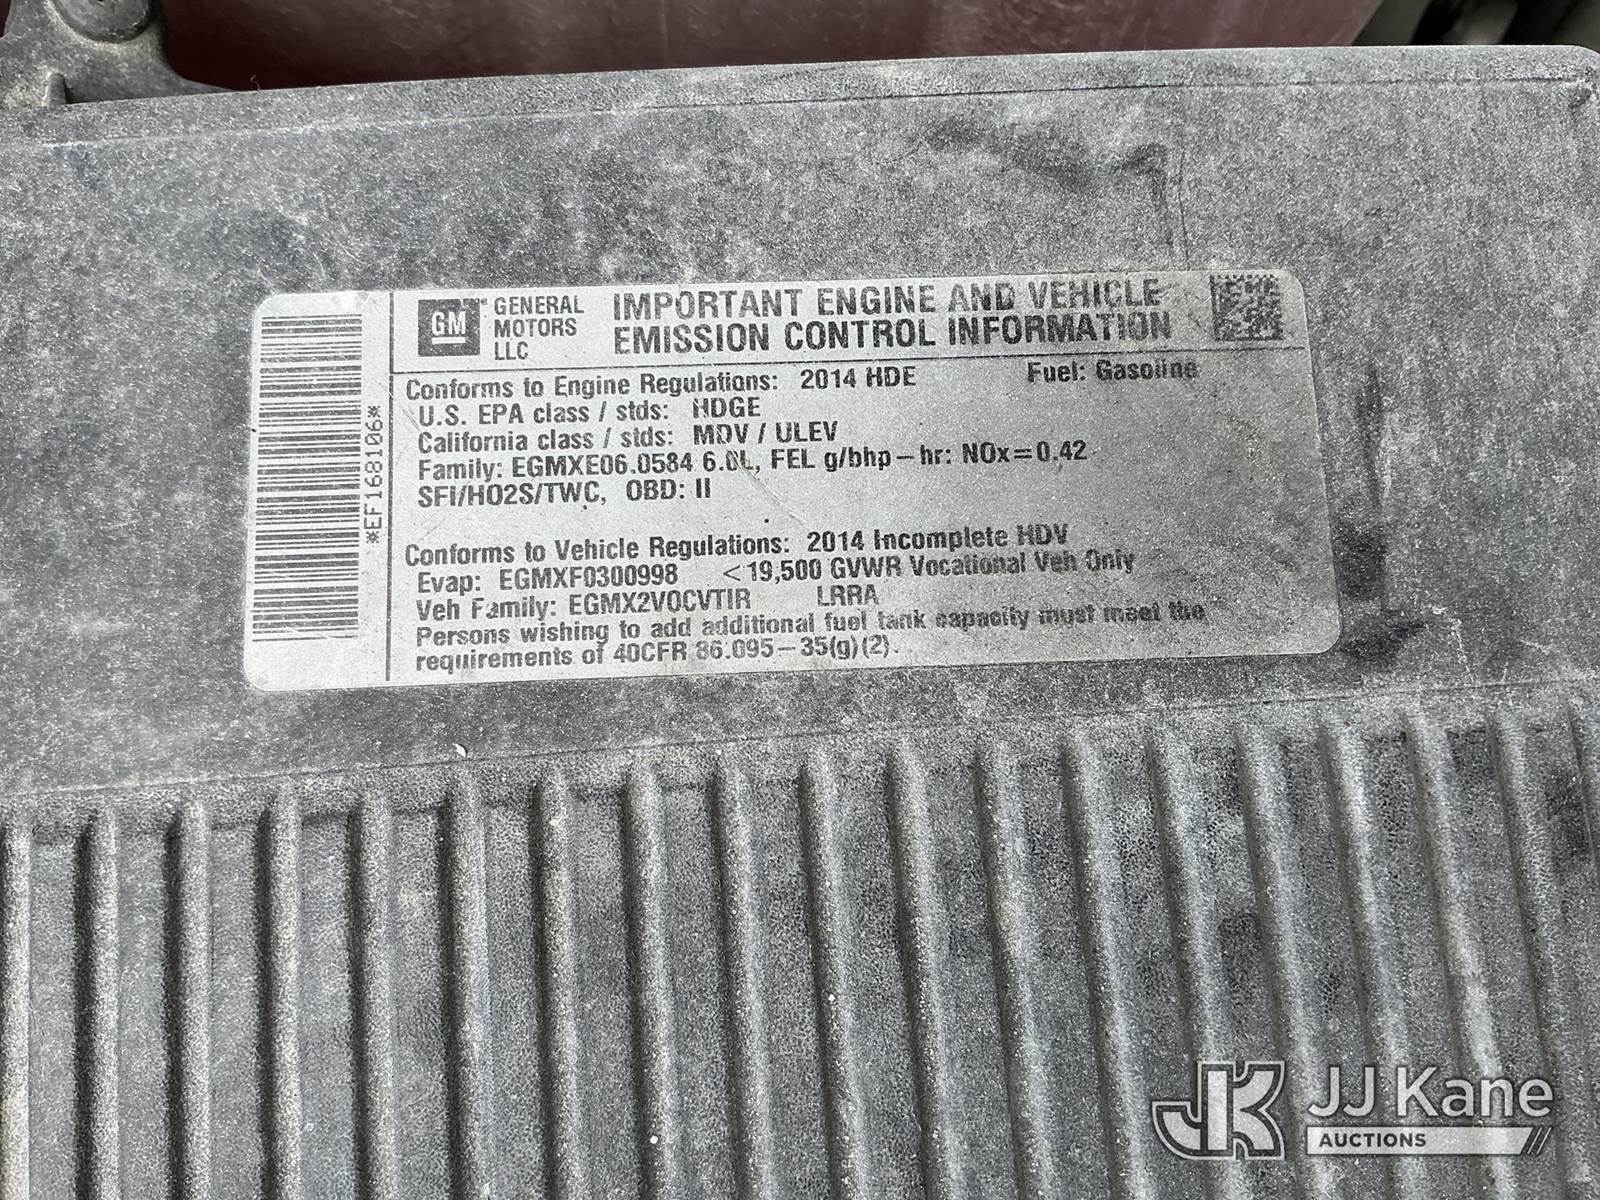 *EF168106*
GM
GENERAL
MOTORS
LLC
IMPORTANT ENGINE AND VEHICLE
EMISSION CONTROL INFORMATION
Conforms to Engine Regulations: 2014 HDE Fuel: Gasoline
U.S. EPA class / stds: HDGE
California class / stds: MDV / ULEV
Family: EGMXE06.0584 6.0L, FEL g/bhp-hr: NOx=0.42
SFI/HO2S/TWC, OBD: II
Conforms to Vehicle Regulations: 2014 Incomplete HDV
Evap: EGMXF0300998 <19,500 GVWR Vocational Veh Only
Veh Family: EGMX2VOCVTIR LRRA
Persons wishing to add additional fuel tank capacity must meet the
requirements of 40CFR 86.095-35(g)(2).
JK JJ Kane
AUCTIONS